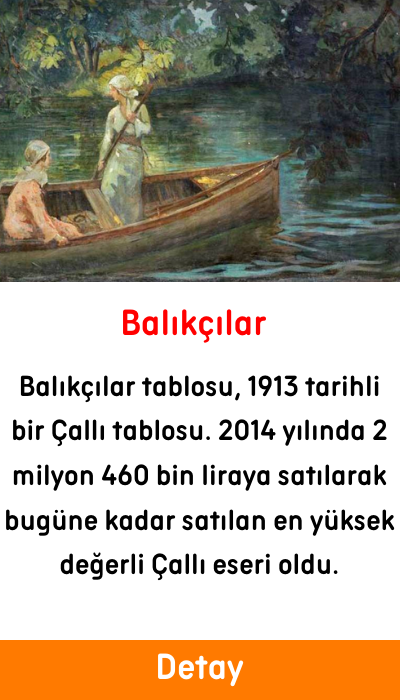 Balıkçılar
Balıkçılar tablosu, 1913 tarihli
bir Çallı tablosu. 2014 yılında 2
milyon 460 bin liraya satılarak
bugüne kadar satılan en yüksek
değerli Çallı eseri oldu.
Detay